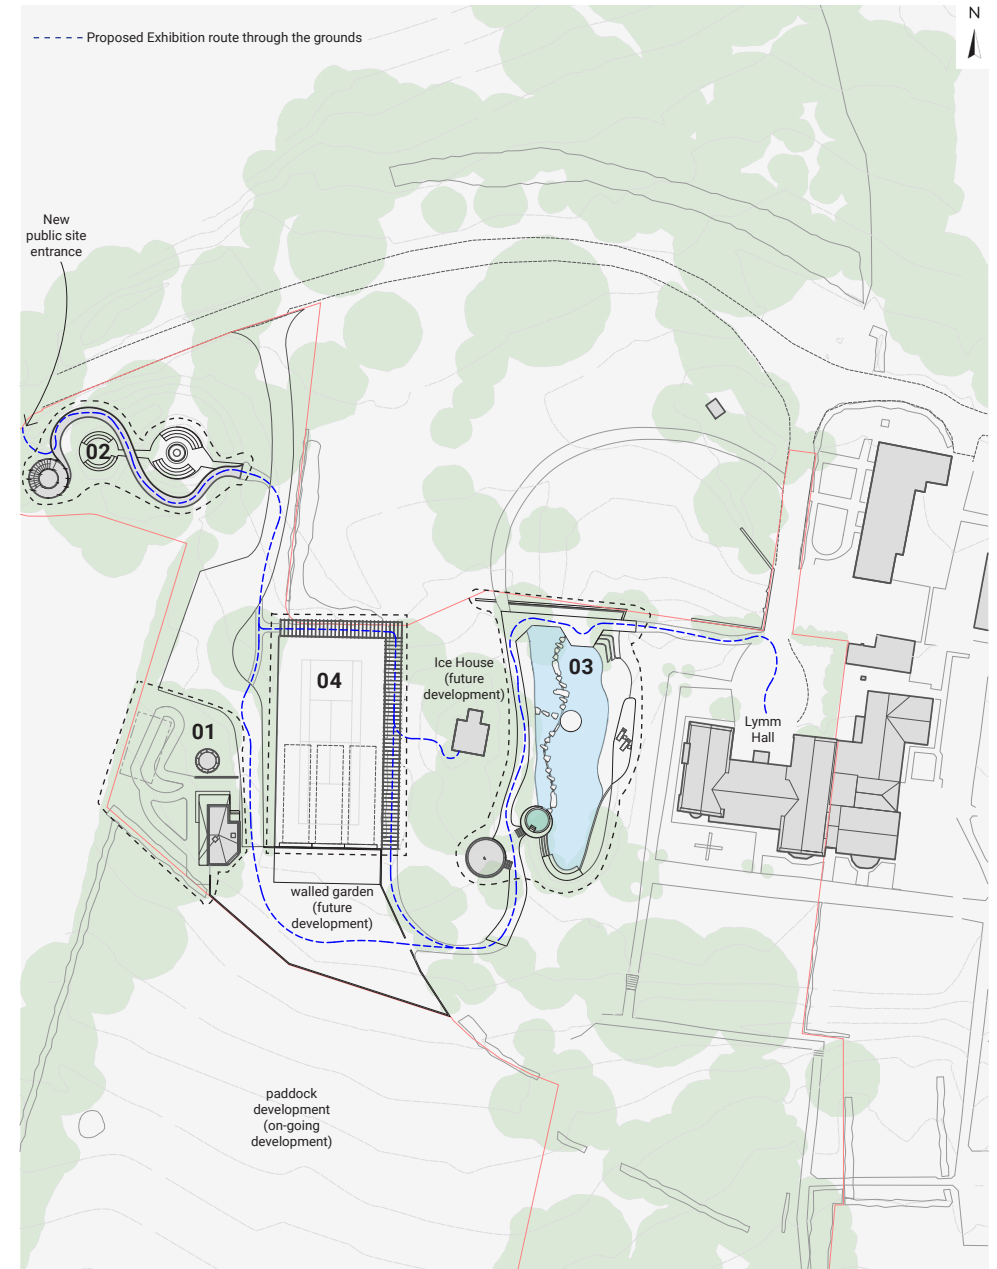 N
Proposed Exhibition route through the grounds
New
public site
entrance
02
04
Ice House
(future
development)
03
01
Lymm
Hall
walled garden
(future
development)
paddock
development
(on-going
development)